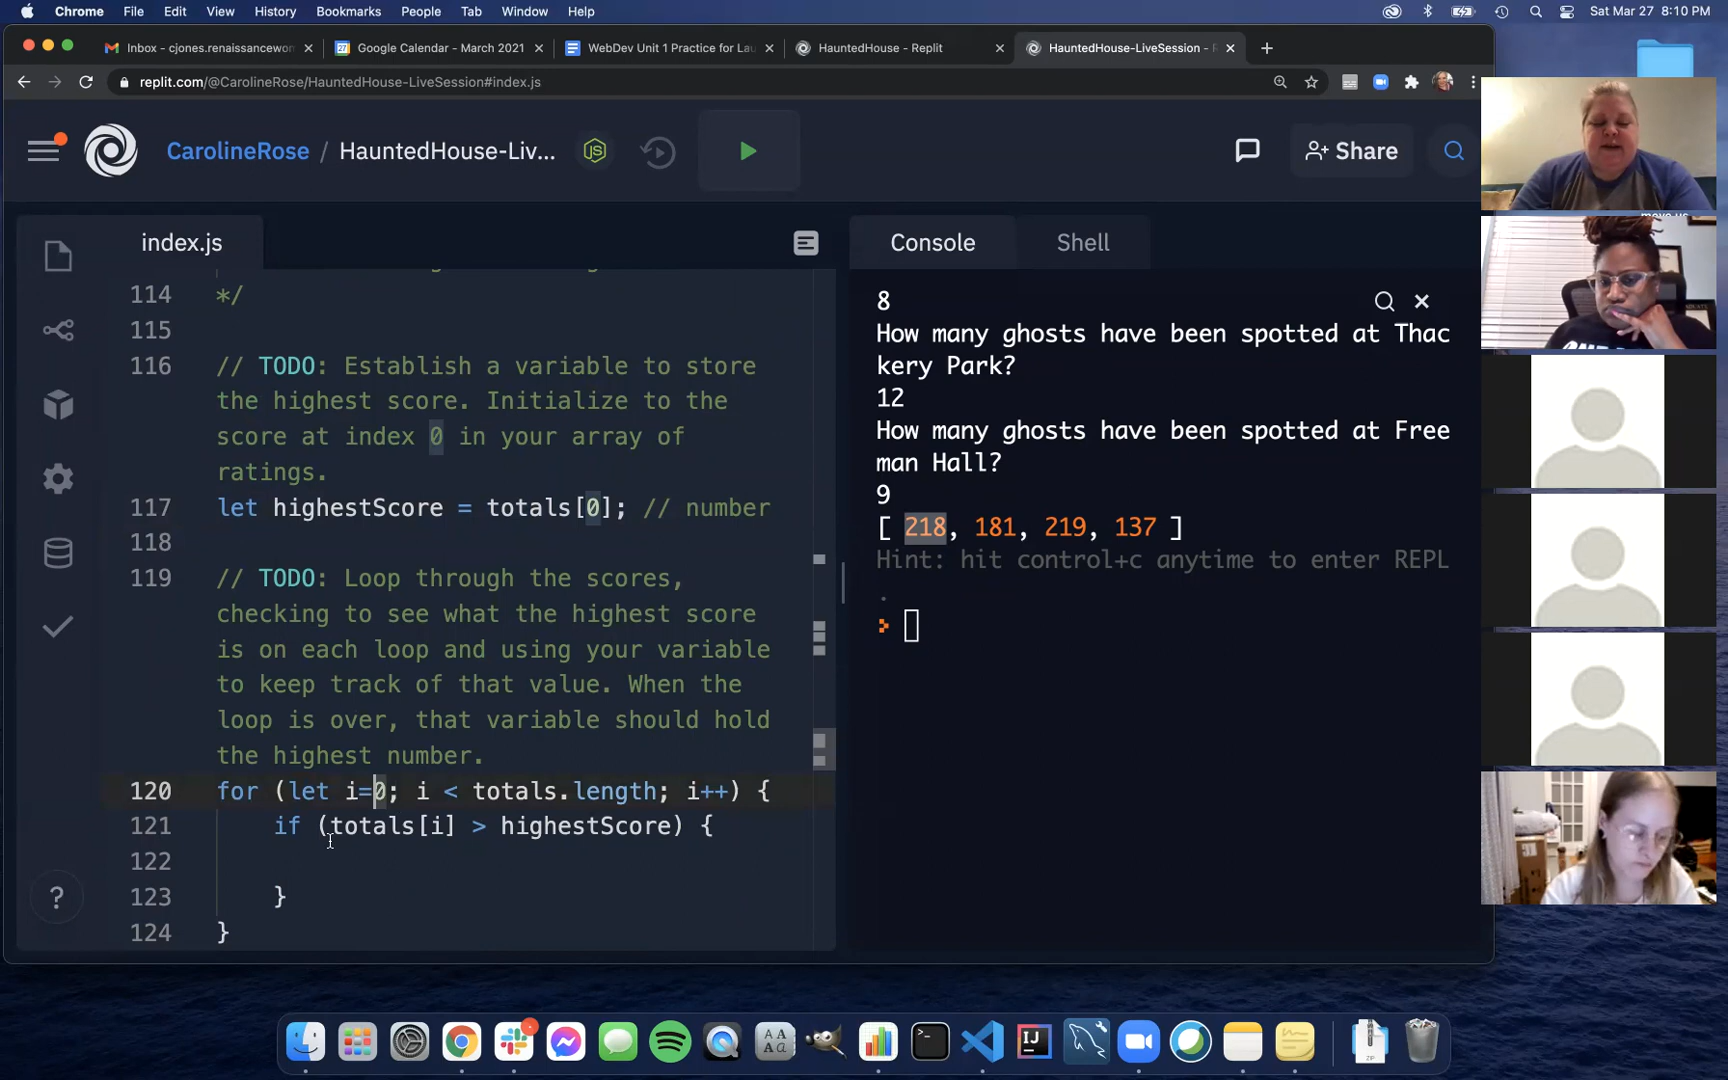 Chrome File Edit View History Bookmarks People Tab Window Help Sat Mar 27 8:10 PM
Inbox - cjones.renaissancewon Google Calendar - March 2021 WebDev Unit 1 Practice for Lau HauntedHouse - Replit HauntedHouse-LiveSession - R
replit.com/@CarolineRose/HauntedHouse-LiveSession#index.js
CarolineRose / HauntedHouse-Liv... JS Share
index.js
Console Shell
114 */
115
116 // TODO: Establish a variable to store
the highest score. Initialize to the
score at index 0 in your array of
ratings.
117 let highestScore = totals[0]; // number
118
119 // TODO: Loop through the scores,
checking to see what the highest score
is on each loop and using your variable
to keep track of that value. When the
loop is over, that variable should hold
the highest number.
120 for (let i=0; i < totals.length; i++) {
121 if (totals[i] > highestScore) {
122
123 }
124 }
?
8
How many ghosts have been spotted at Thac
kery Park?
12
How many ghosts have been spotted at Free
man Hall?
9
[ 218, 181, 219, 137 ]
Hint: hit control+c anytime to enter REPL
.
>
AA
AA
IJ
ZIP